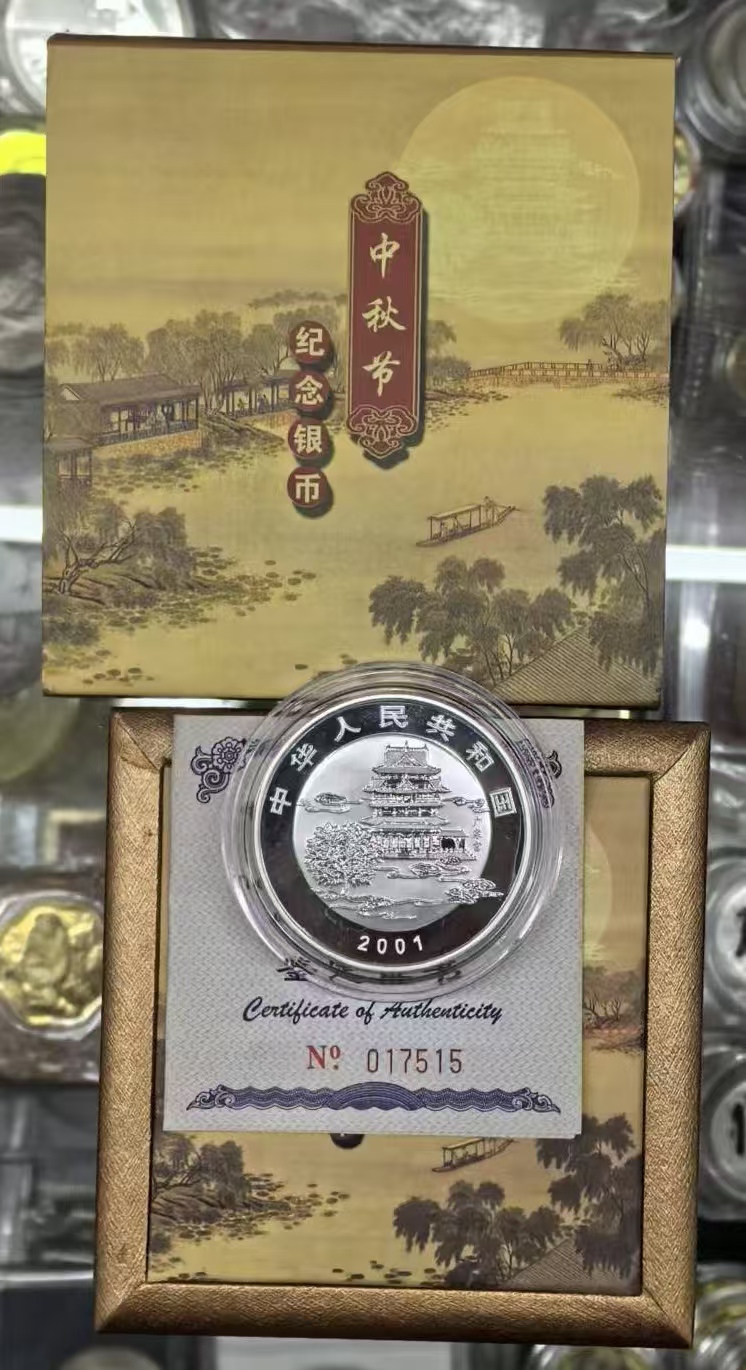 中秋节
纪念银币
中华人民共和国
2001
Certificate of Authenticity
Nº 017515